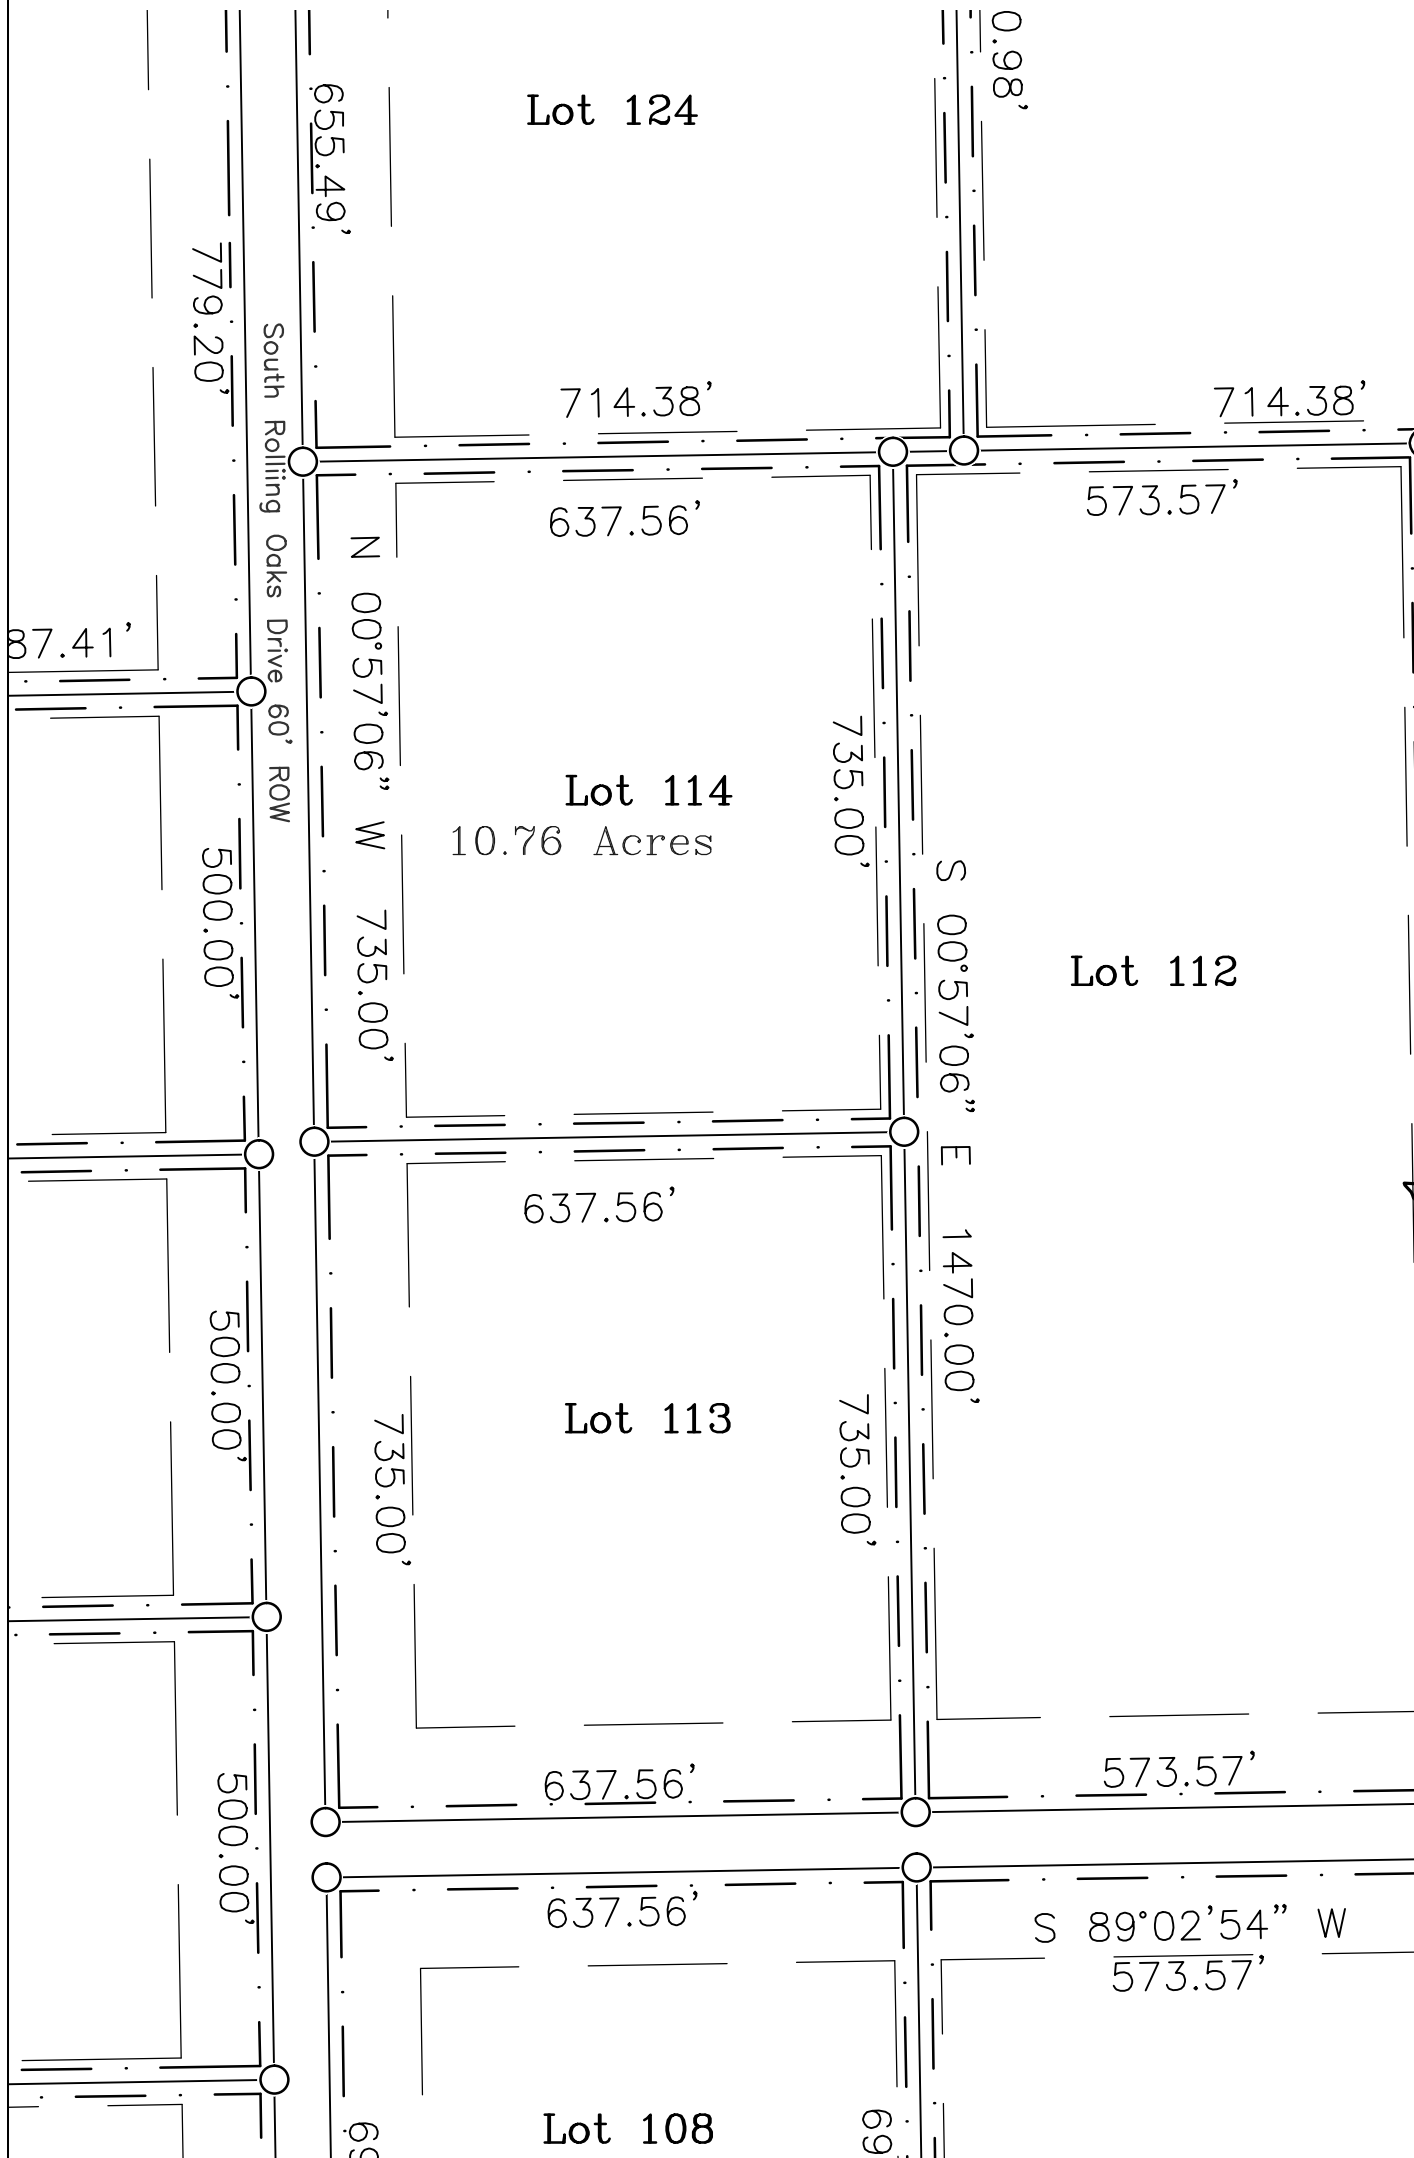 0.98'
655.49'
Lot 124
779.20'
South Rolling Oaks Drive 60' ROW
714.38'
714.38'
637.56'
573.57'
87.41'
N 00°57'06" W 735.00'
735.00'
Lot 114
10.76 Acres
500.00'
S 00°57'06" E 1470.00'
Lot 112
637.56'
500.00'
735.00'
Lot 113
735.00'
637.56'
573.57'
500.00'
637.56'
S 89°02'54" W
573.57'
69
Lot 108
69